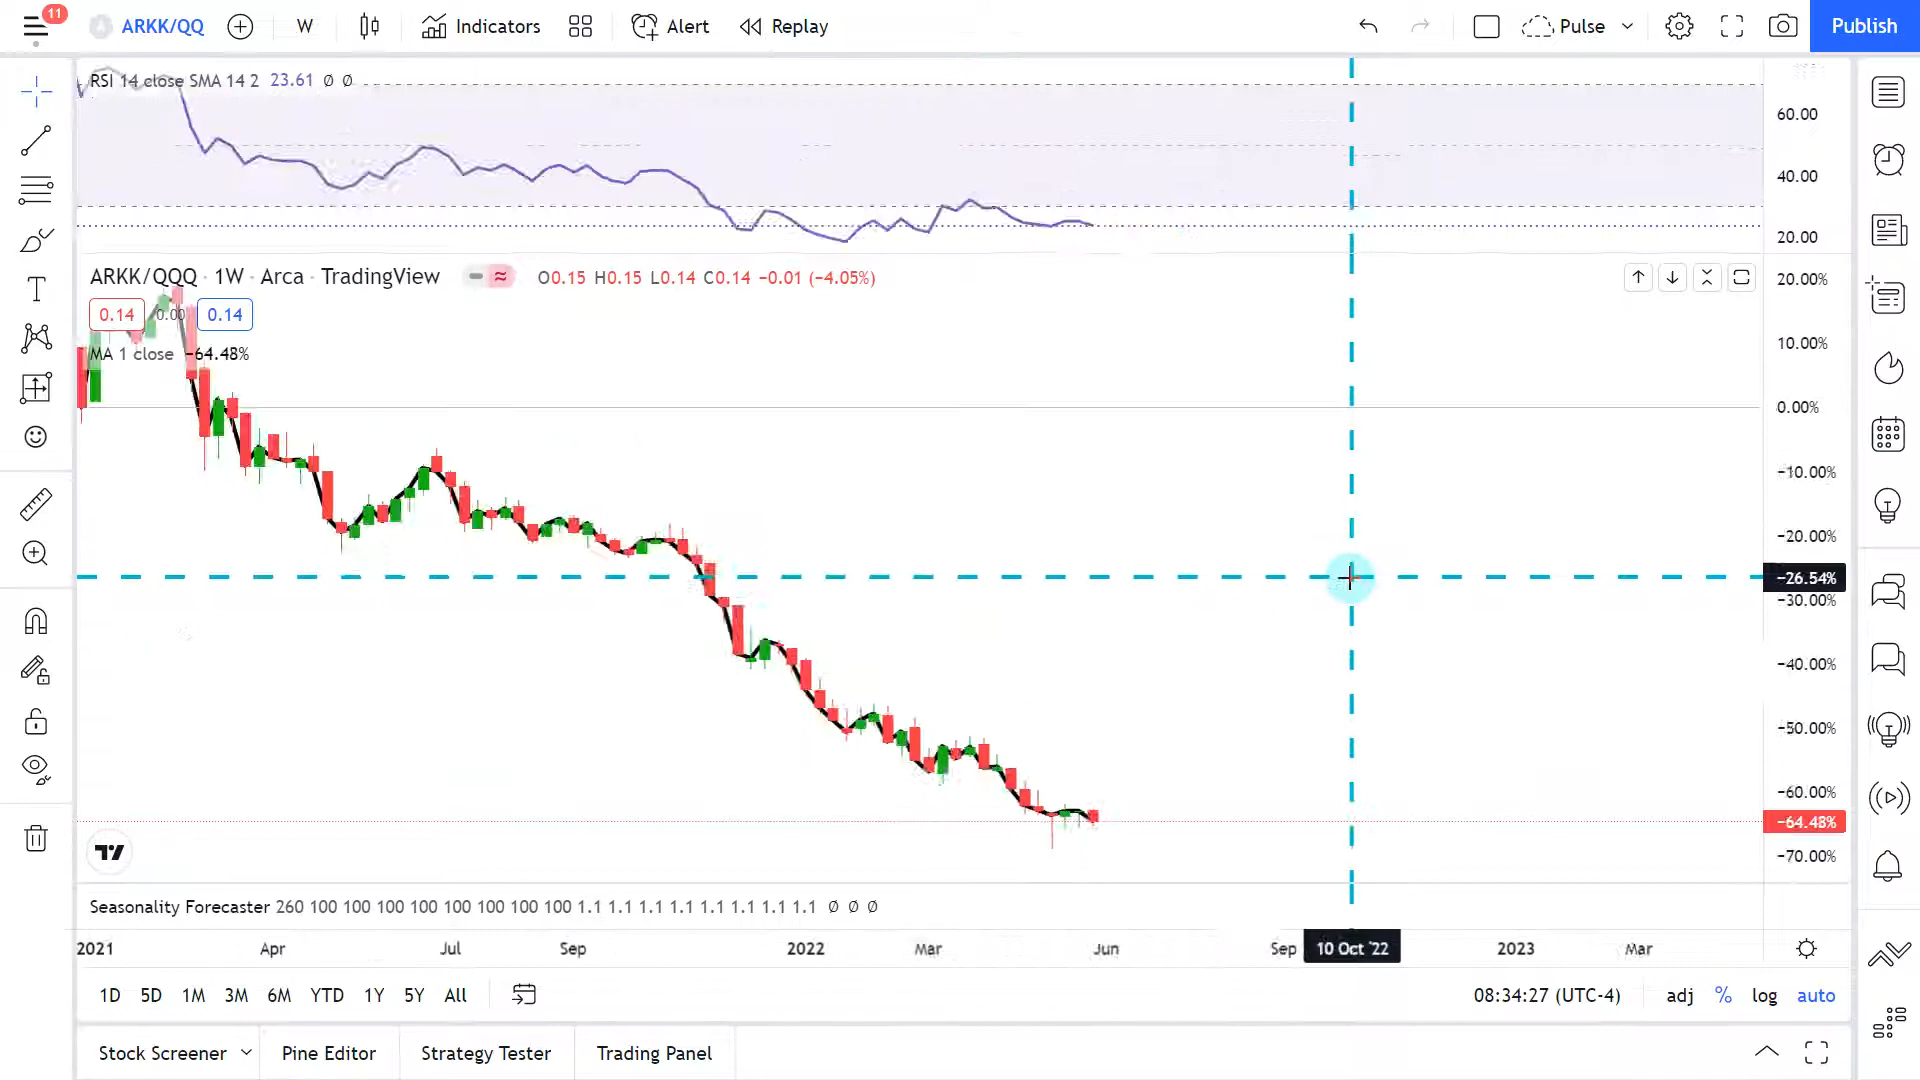 11
ARKK/QQ
W
Indicators
Alert
Replay
Pulse
Publish
RSI 14 close SMA 14 2 23.61 Ø Ø
60.00
40.00
20.00
ARKK/QQQ · 1W · Arca · TradingView
O0.15 H0.15 L0.14 C0.14 −0.01 (−4.05%)
0.14 0.00 0.14
MA 1 close −64.48%
20.00%
10.00%
0.00%
−10.00%
−20.00%
−26.54%
−30.00%
−40.00%
−50.00%
−60.00%
−64.48%
−70.00%
Seasonality Forecaster 260 100 100 100 100 100 100 100 100 1.1 1.1 1.1 1.1 1.1 1.1 1.1 1.1 Ø Ø Ø
2021 Apr Jul Sep 2022 Mar Jun Sep 10 Oct '22 2023 Mar
1D 5D 1M 3M 6M YTD 1Y 5Y All
08:34:27 (UTC-4) adj % log auto
Stock Screener Pine Editor Strategy Tester Trading Panel